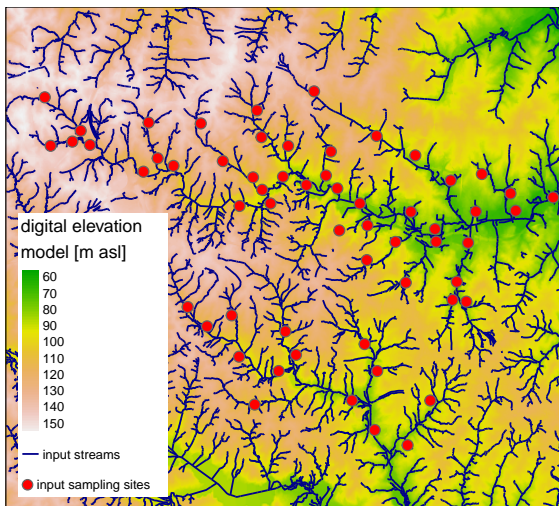 digital elevation
model [m asl]
60
70
80
90
100
110
120
130
140
150
input streams
input sampling sites